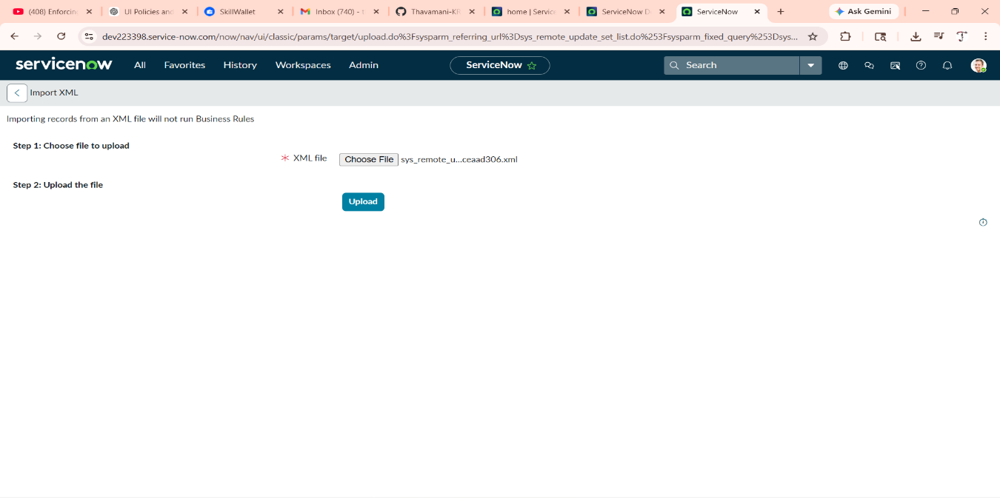 (408) Enforcin
UI Policies and
SkillWallet
Inbox (740) - t
Thavamani-KR
home | Service
ServiceNow D
ServiceNow
Ask Gemini
dev223398.service-now.com/now/nav/ui/classic/params/target/upload.do%3Fsysparm_referring_url%3Dsys_remote_update_set_list.do%253Fsysparm_fixed_query%253Dsys...
servicenow
All
Favorites
History
Workspaces
Admin
ServiceNow
Search
Import XML
Importing records from an XML file will not run Business Rules
Step 1: Choose file to upload
* XML file
Choose File
sys_remote_u...ceaad306.xml
Step 2: Upload the file
Upload